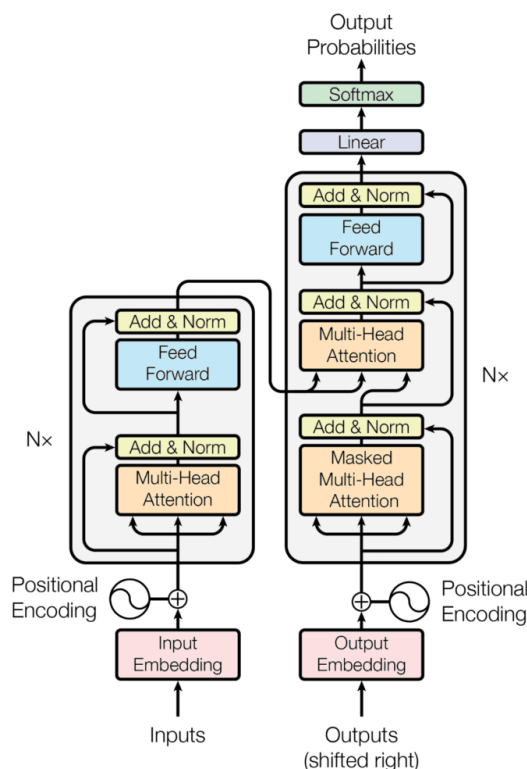 Output
Probabilities
Softmax
Linear
Add & Norm
Feed
Forward
Add & Norm
Multi-Head
Attention
Add & Norm
Masked
Multi-Head
Attention
N×
Add & Norm
Feed
Forward
Add & Norm
Multi-Head
Attention
N×
Positional
Encoding
Positional
Encoding
Input
Embedding
Output
Embedding
Inputs
Outputs
(shifted right)